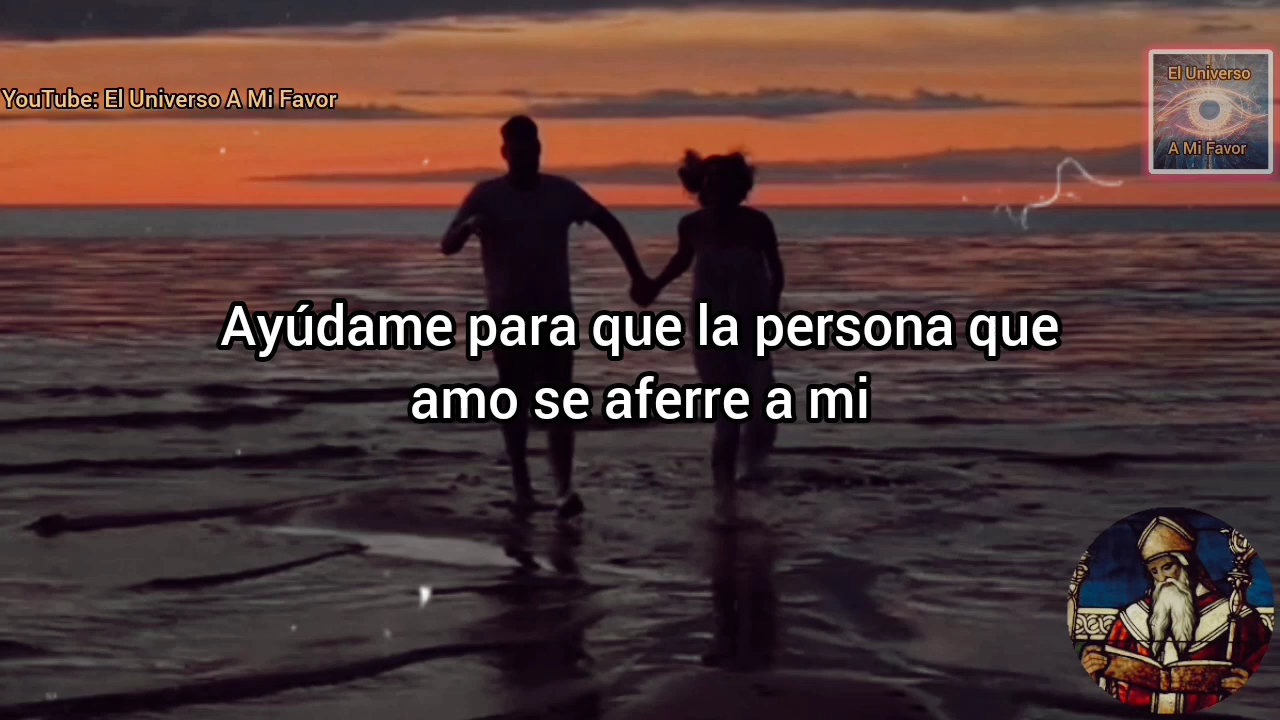 YouTube: El Universo A Mi Favor
El Universo
A Mi Favor
Ayúdame para que la persona que
amo se aferre a mi